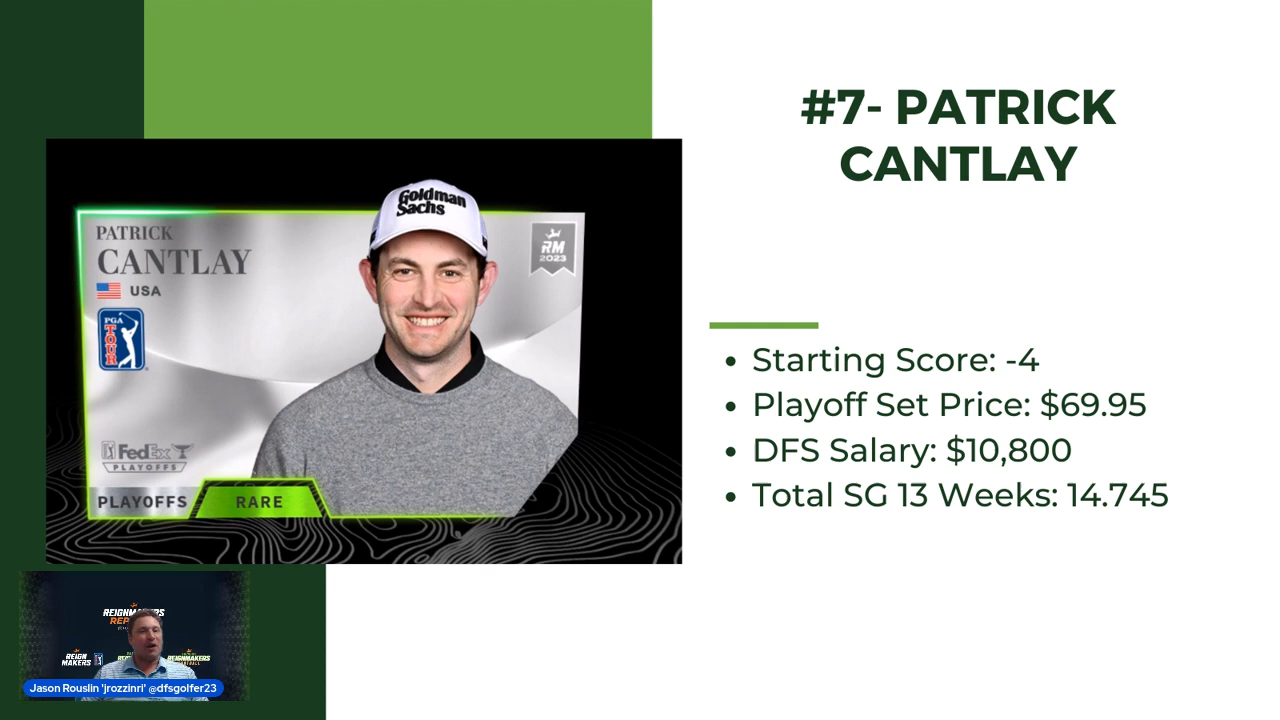 #7- PATRICK
CANTLAY
Goldman
Sachs
PATRICK
CANTLAY
USA
RM
2023
PGA
TOUR
FedEx
PLAYOFFS
PLAYOFFS
RARE
Starting Score: -4
Playoff Set Price: $69.95
DFS Salary: $10,800
Total SG 13 Weeks: 14.745
REIGN
MAKERS
Jason Rouslin 'jrozzinri' @dfsgolfer23